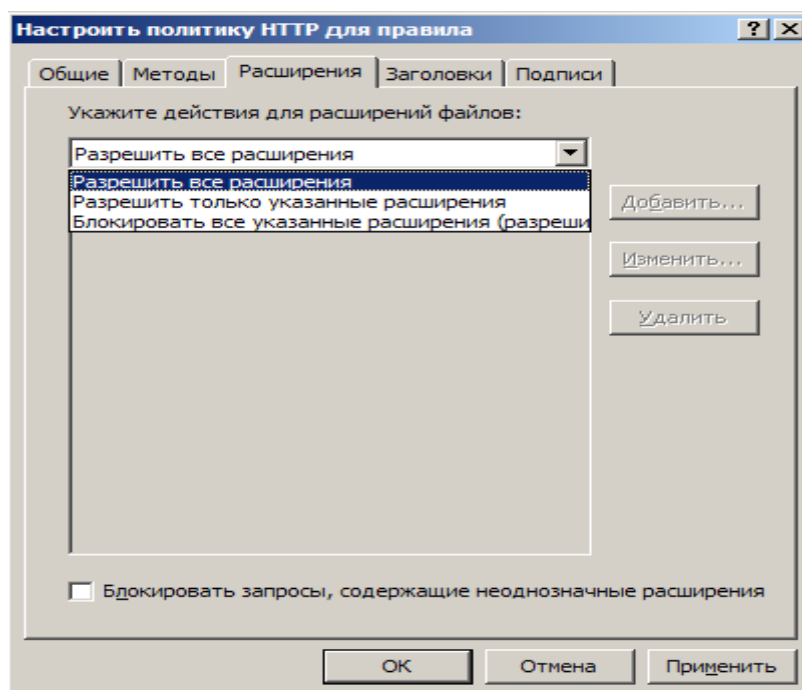 Настроить политику HTTP для правила
Общие Методы Расширения Заголовки Подписи
Укажите действия для расширений файлов:
Разрешить все расширения
Разрешить все расширения
Разрешить только указанные расширения
Блокировать все указанные расширения (разреши
Добавить...
Изменить...
Удалить
Блокировать запросы, содержащие неоднозначные расширения
ОК Отмена Применить